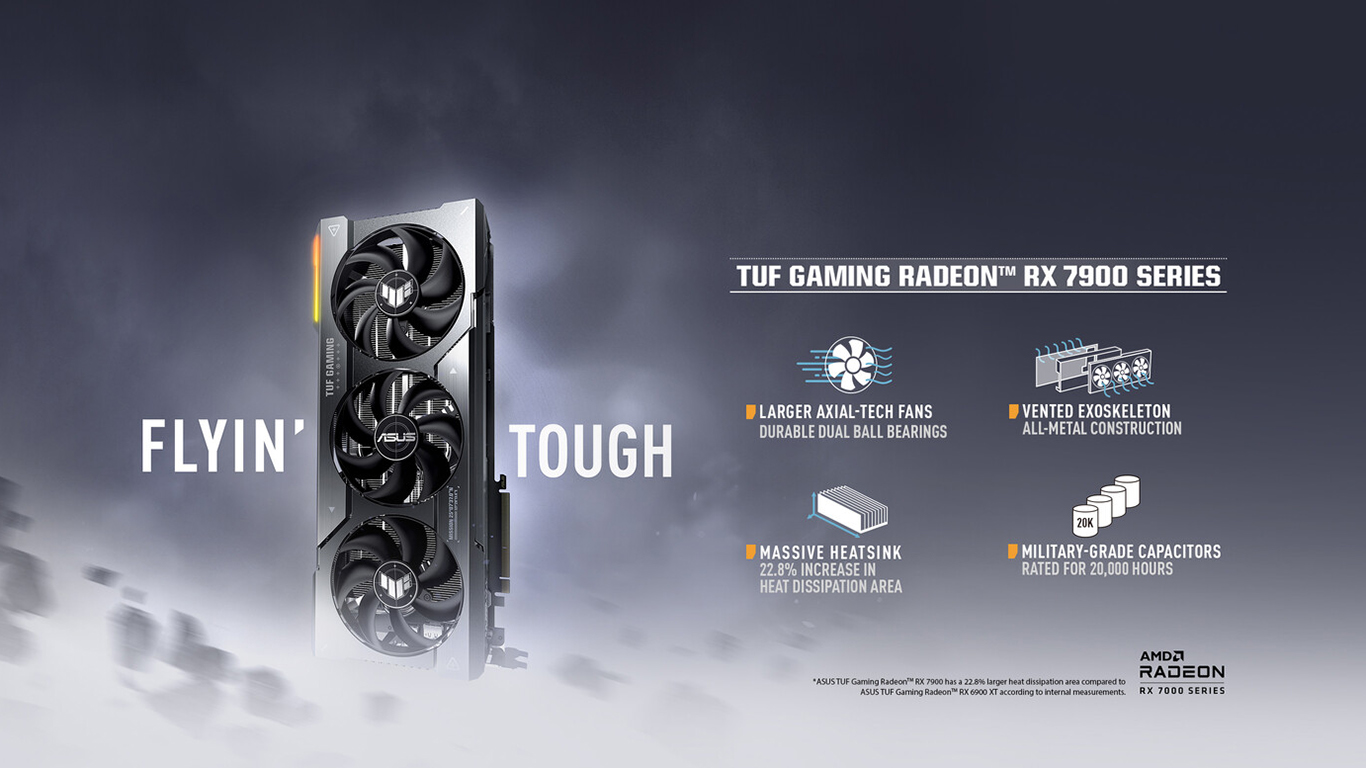 FLYIN’
TOUGH
TUF GAMING
ASUS
TUF GAMING RADEON™ RX 7900 SERIES
LARGER AXIAL-TECH FANS
DURABLE DUAL BALL BEARINGS
VENTED EXOSKELETON
ALL-METAL CONSTRUCTION
MASSIVE HEATSINK
22.8% INCREASE IN
HEAT DISSIPATION AREA
20K
MILITARY-GRADE CAPACITORS
RATED FOR 20,000 HOURS
*ASUS TUF Gaming Radeon™ RX 7900 has a 22.8% larger heat dissipation area compared to
ASUS TUF Gaming Radeon™ RX 6900 XT according to internal measurements.
AMD
RADEON
RX 7000 SERIES